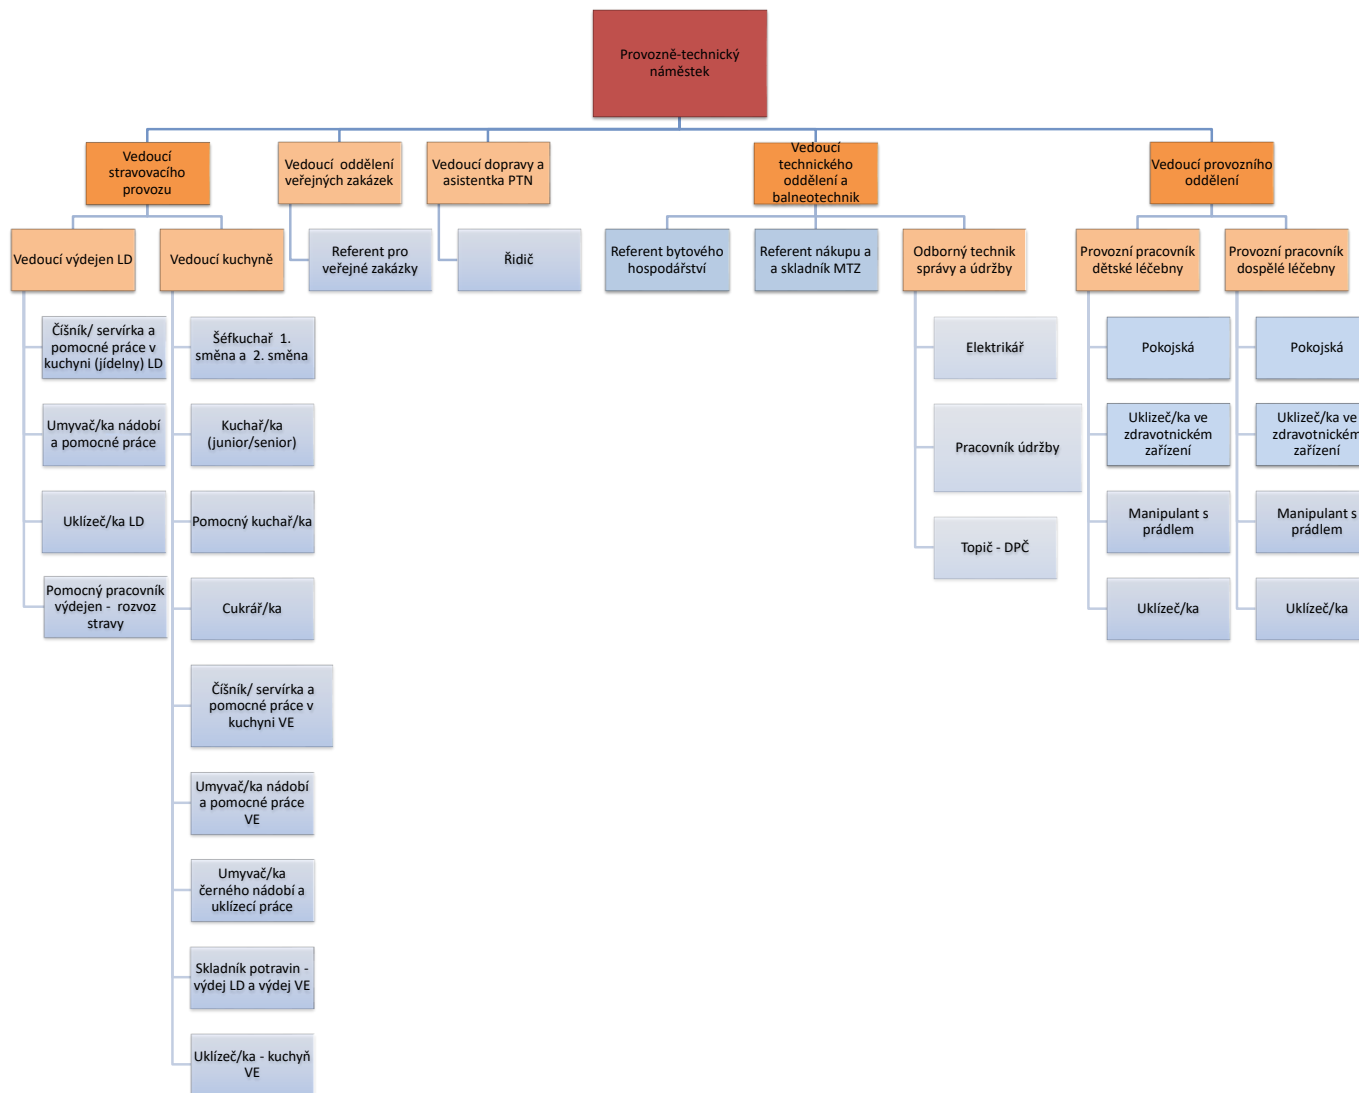 Provozně-technický
náměstek
Vedoucí
stravovacího
provozu
Vedoucí oddělení
veřejných zakázek
Vedoucí dopravy a
asistentka PTN
Vedoucí
technického
oddělení a
balneotechnik
Vedoucí provozního
oddělení
Vedoucí výdejen LD
Vedoucí kuchyně
Referent pro
veřejné zakázky
Řidič
Referent bytového
hospodářství
Referent nákupu a
a skladník MTZ
Odborný technik
správy a údržby
Provozní pracovník
dětské léčebny
Provozní pracovník
dospělé léčebny
Číšník/ servírka a
pomocné práce v
kuchyni (jídelny) LD
Umyvač/ka nádobí
a pomocné práce
Uklízeč/ka LD
Pomocný pracovník
výdejen - rozvoz
stravy
Šéfkuchař 1.
směna a 2. směna
Kuchař/ka
(junior/senior)
Pomocný kuchař/ka
Cukrář/ka
Číšník/ servírka a
pomocné práce v
kuchyni VE
Umyvač/ka nádobí
a pomocné práce
VE
Umyvač/ka
černého nádobí a
uklízecí práce
Skladník potravin -
výdej LD a výdej VE
Uklízeč/ka - kuchyň
VE
Elektrikář
Pracovník údržby
Topič - DPČ
Pokojská
Uklizeč/ka ve
zdravotnickém
zařízení
Manipulant s
prádlem
Uklízeč/ka
Pokojská
Uklizeč/ka ve
zdravotnickém
zařízení
Manipulant s
prádlem
Uklízeč/ka